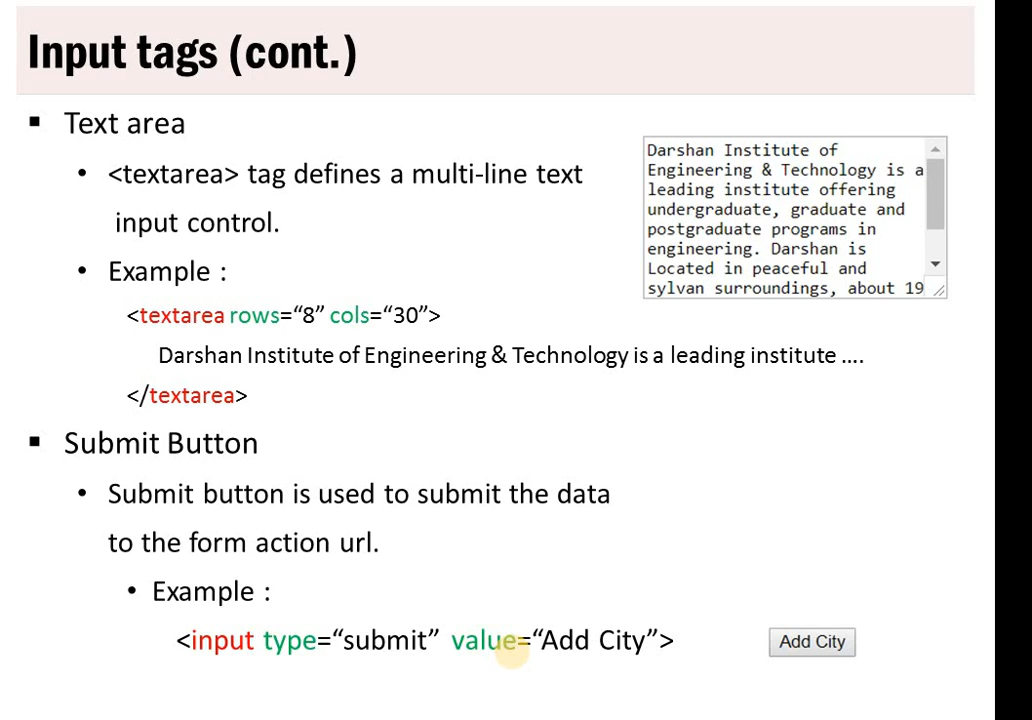 Input tags (cont.)
▪ Text area
• <textarea> tag defines a multi-line text
input control.
• Example :
<textarea rows=“8” cols=“30”>
Darshan Institute of Engineering & Technology is a leading institute ....
</textarea>
Darshan Institute of
Engineering & Technology is a
leading institute offering
undergraduate, graduate and
postgraduate programs in
engineering. Darshan is
Located in peaceful and
sylvan surroundings, about 19
▪ Submit Button
• Submit button is used to submit the data
to the form action url.
• Example :
<input type=“submit” value=“Add City”>
Add City